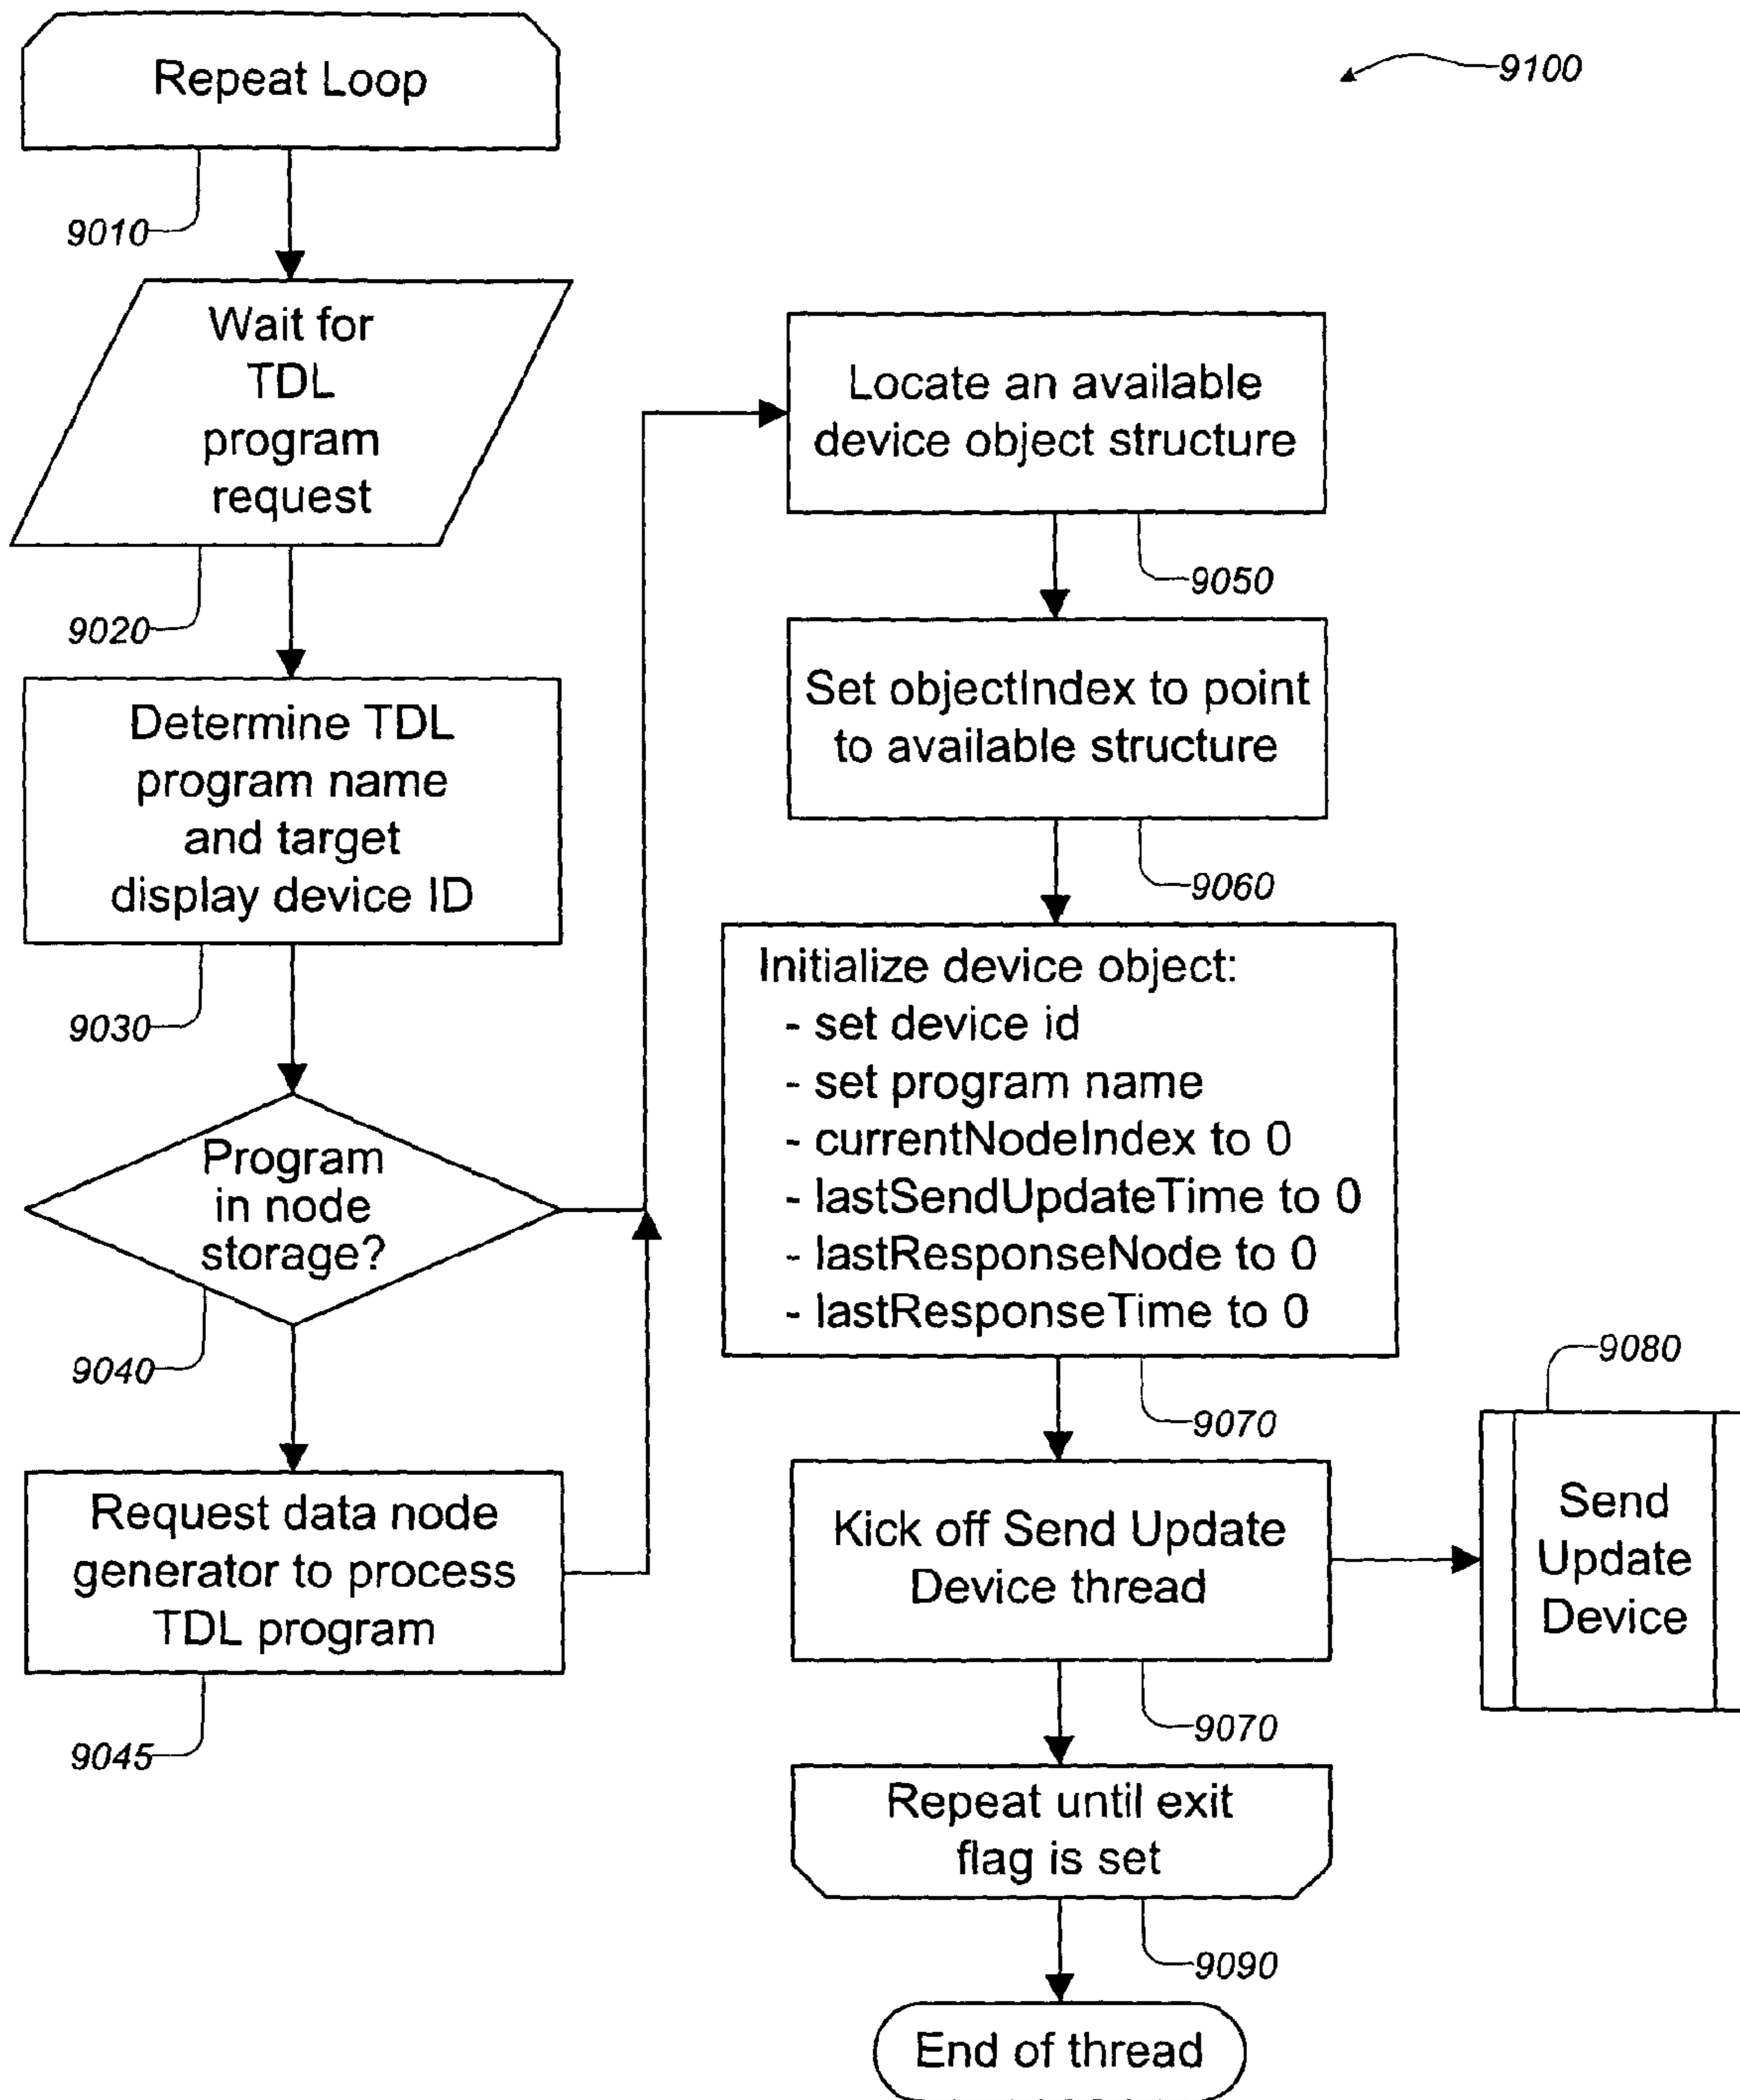 Repeat Loop
9100
9010
Wait for
TDL
program
request
9020
Determine TDL
program name
and target
display device ID
9030
Program
in node
storage?
9040
Request data node
generator to process
TDL program
9045
Locate an available
device object structure
9050
Set objectIndex to point
to available structure
9060
Initialize device object:
- set device id
- set program name
- currentNodeIndex to 0
- lastSendUpdateTime to 0
- lastResponseNode to 0
- lastResponseTime to 0
9070
Kick off Send Update
Device thread
9070
9080
Send
Update
Device
Repeat until exit
flag is set
9090
End of thread